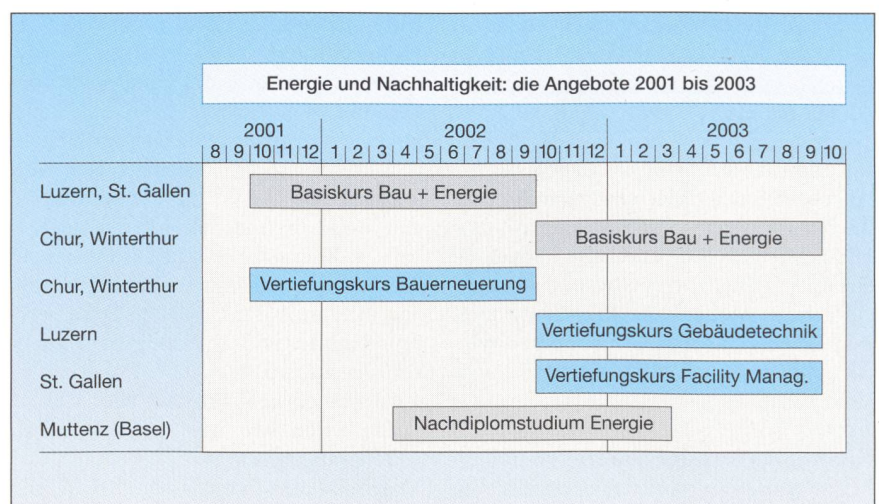 Energie und Nachhaltigkeit: die Angebote 2001 bis 2003
2001 2002 2003
| 8 | 9 |10|11|12| 1 | 2 | 3 | 4 | 5 | 6 | 7 | 8 | 9 |10|11|12| 1 | 2 | 3 | 4 | 5 | 6 | 7 | 8 | 9 |10|
Luzern, St. Gallen Basiskurs Bau + Energie
Chur, Winterthur Basiskurs Bau + Energie
Chur, Winterthur Vertiefungskurs Bauerneuerung
Luzern Vertiefungskurs Gebäudetechnik
St. Gallen Vertiefungskurs Facility Manag.
Muttenz (Basel) Nachdiplomstudium Energie